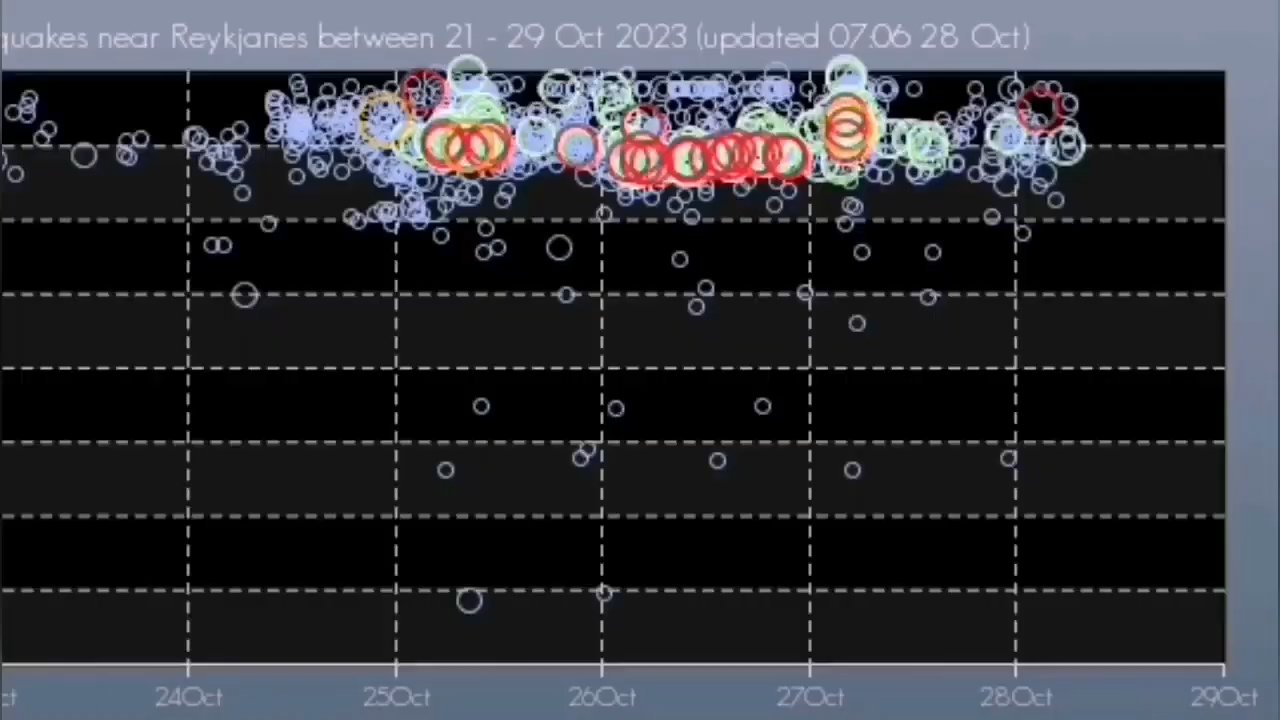 quakes near Reykjanes between 21 - 29 Oct 2023 (updated 07.06 28 Oct)
ct 24Oct 25Oct 26Oct 27Oct 28Oct 29Oct